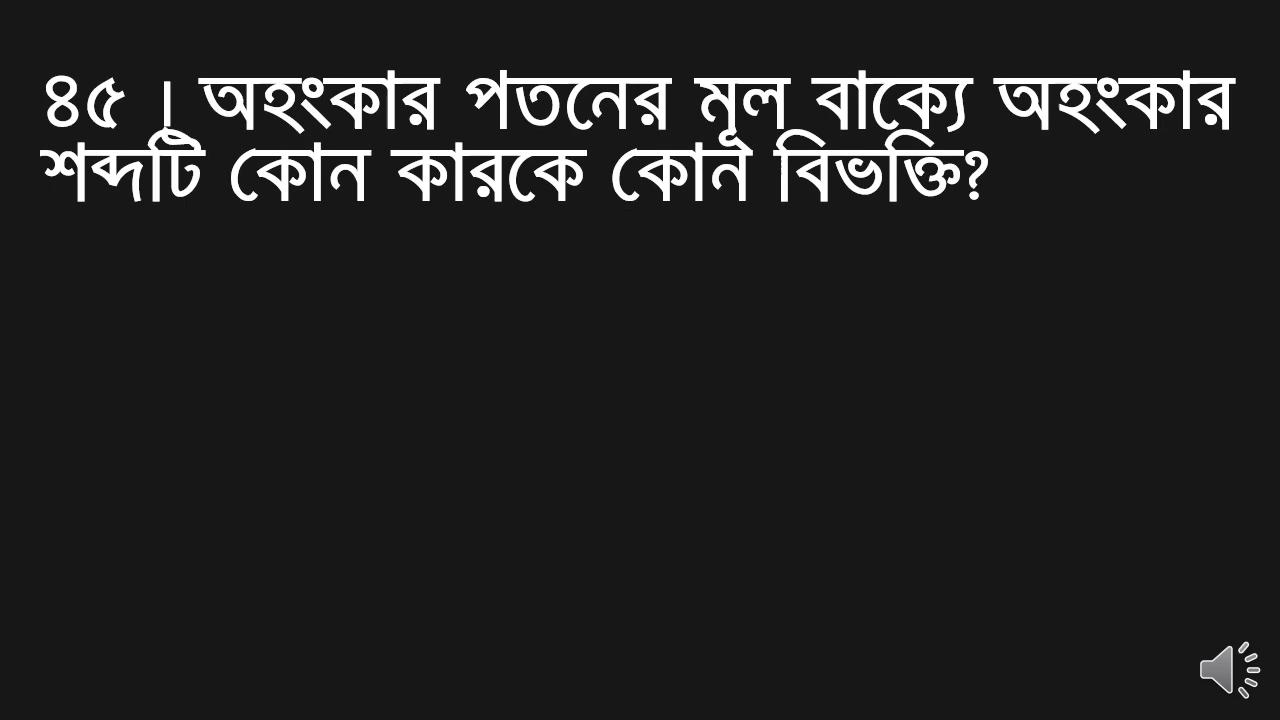 ৪৫ । অহংকার পতনের মূল বাক্যে অহংকার
শব্দটি কোন কারকে কোন বিভক্তি?